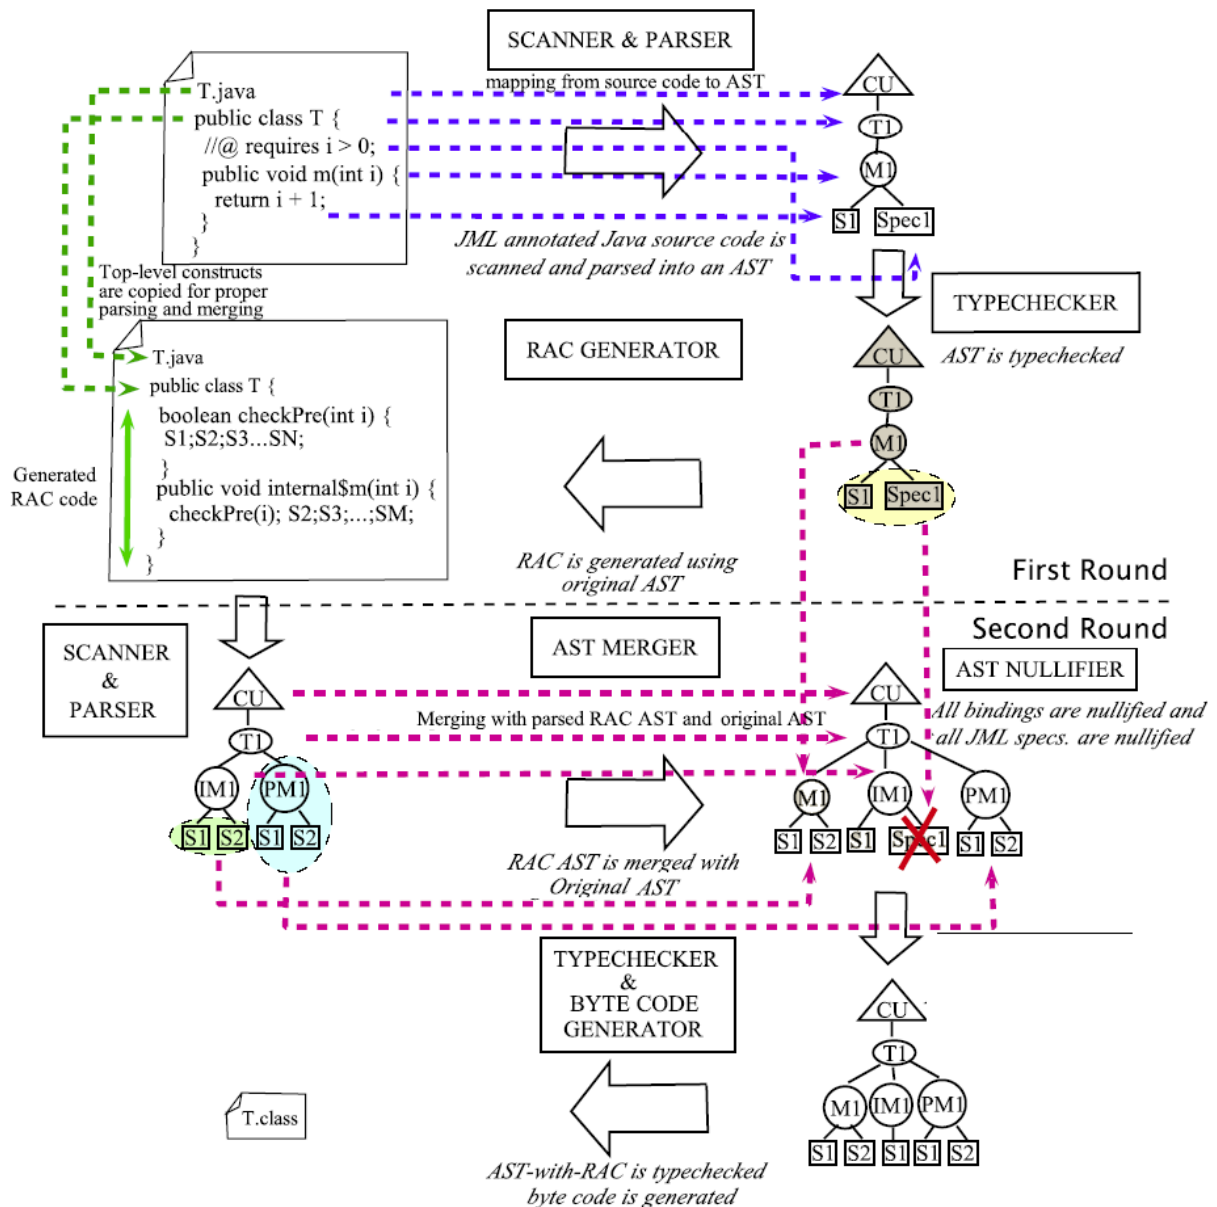 SCANNER & PARSER
mapping from source code to AST
T.java
public class T {
//@ requires i > 0;
public void m(int i) {
return i + 1;
}
}
CU
T1
M1
S1 Spec1
JML annotated Java source code is
scanned and parsed into an AST
Top-level constructs
are copied for proper
parsing and merging
TYPECHECKER
AST is typechecked
RAC GENERATOR
CU
T1
M1
S1 Spec1
T.java
public class T {
boolean checkPre(int i) {
S1;S2;S3...SN;
}
public void internal$m(int i) {
checkPre(i); S2;S3;...;SM;
}
}
Generated
RAC code
RAC is generated using
original AST
First Round
Second Round
SCANNER
&
PARSER
AST MERGER
AST NULLIFIER
All bindings are nullified and
all JML specs. are nullified
CU
T1
IM1 PM1
S1 S2 S1 S2
Merging with parsed RAC AST and original AST
CU
T1
M1 IM1 PM1
S1 S2 S1 Spec1 S1 S2
RAC AST is merged with
Original AST
TYPECHECKER
&
BYTE CODE
GENERATOR
CU
T1
M1 IM1 PM1
S1 S2 S1 S1 S2
T.class
AST-with-RAC is typechecked
byte code is generated